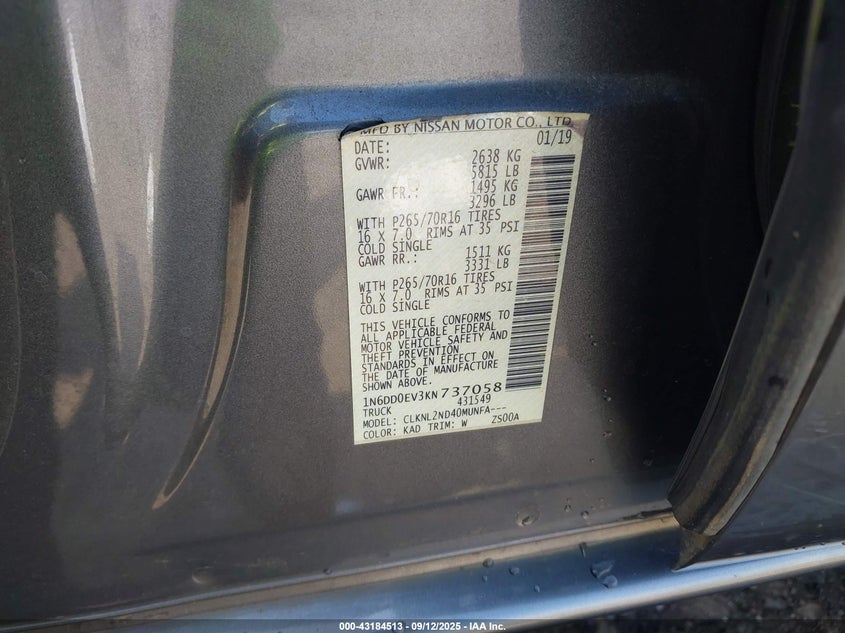 MFD BY NISSAN MOTOR CO., LTD.
DATE: 01/19
GVWR: 2638 KG
5815 LB
GAWR FR.: 1495 KG
3296 LB
WITH P265/70R16 TIRES
16 X 7.0 RIMS AT 35 PSI
COLD SINGLE
GAWR RR.: 1511 KG
3331 LB
WITH P265/70R16 TIRES
16 X 7.0 RIMS AT 35 PSI
COLD SINGLE
THIS VEHICLE CONFORMS TO
ALL APPLICABLE FEDERAL
MOTOR VEHICLE SAFETY AND
THEFT PREVENTION
STANDARDS IN EFFECT ON
THE DATE OF MANUFACTURE
SHOWN ABOVE.
1N6DD0EV3KN737058
TRUCK 431549
MODEL: CLKNL2ND40MUNFA---
COLOR: KAD TRIM: W ZS00A
000-43184513 - 09/12/2025 - IAA Inc.